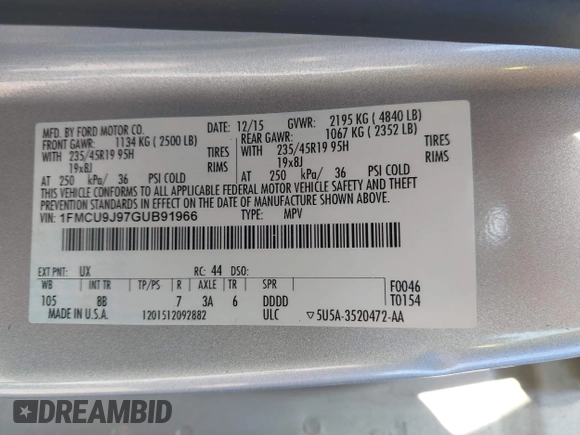 MFD. BY FORD MOTOR CO.
DATE: 12/15 GVWR: 2195 KG ( 4840 LB)
FRONT GAWR: 1134 KG ( 2500 LB) REAR GAWR: 1067 KG ( 2352 LB)
WITH 235/45R19 95H TIRES WITH 235/45R19 95H TIRES
19x8J RIMS 19x8J RIMS
AT 250 kPa/ 36 PSI COLD AT 250 kPa/ 36 PSI COLD
THIS VEHICLE CONFORMS TO ALL APPLICABLE FEDERAL MOTOR VEHICLE SAFETY AND THEFT
PREVENTION STANDARDS IN EFFECT ON THE DATE OF MANUFACTURE SHOWN ABOVE.
VIN: 1FMCU9J97GUB91966 TYPE: MPV
EXT PNT: UX RC: 44 DSO:
WB INT TR TP/PS R AXLE TR SPR F0046
105 8B 7 3A 6 DDDD T0154
MADE IN U.S.A. 1201512092882 ULC ▽5U5A-3520472-AA
DREAMBID